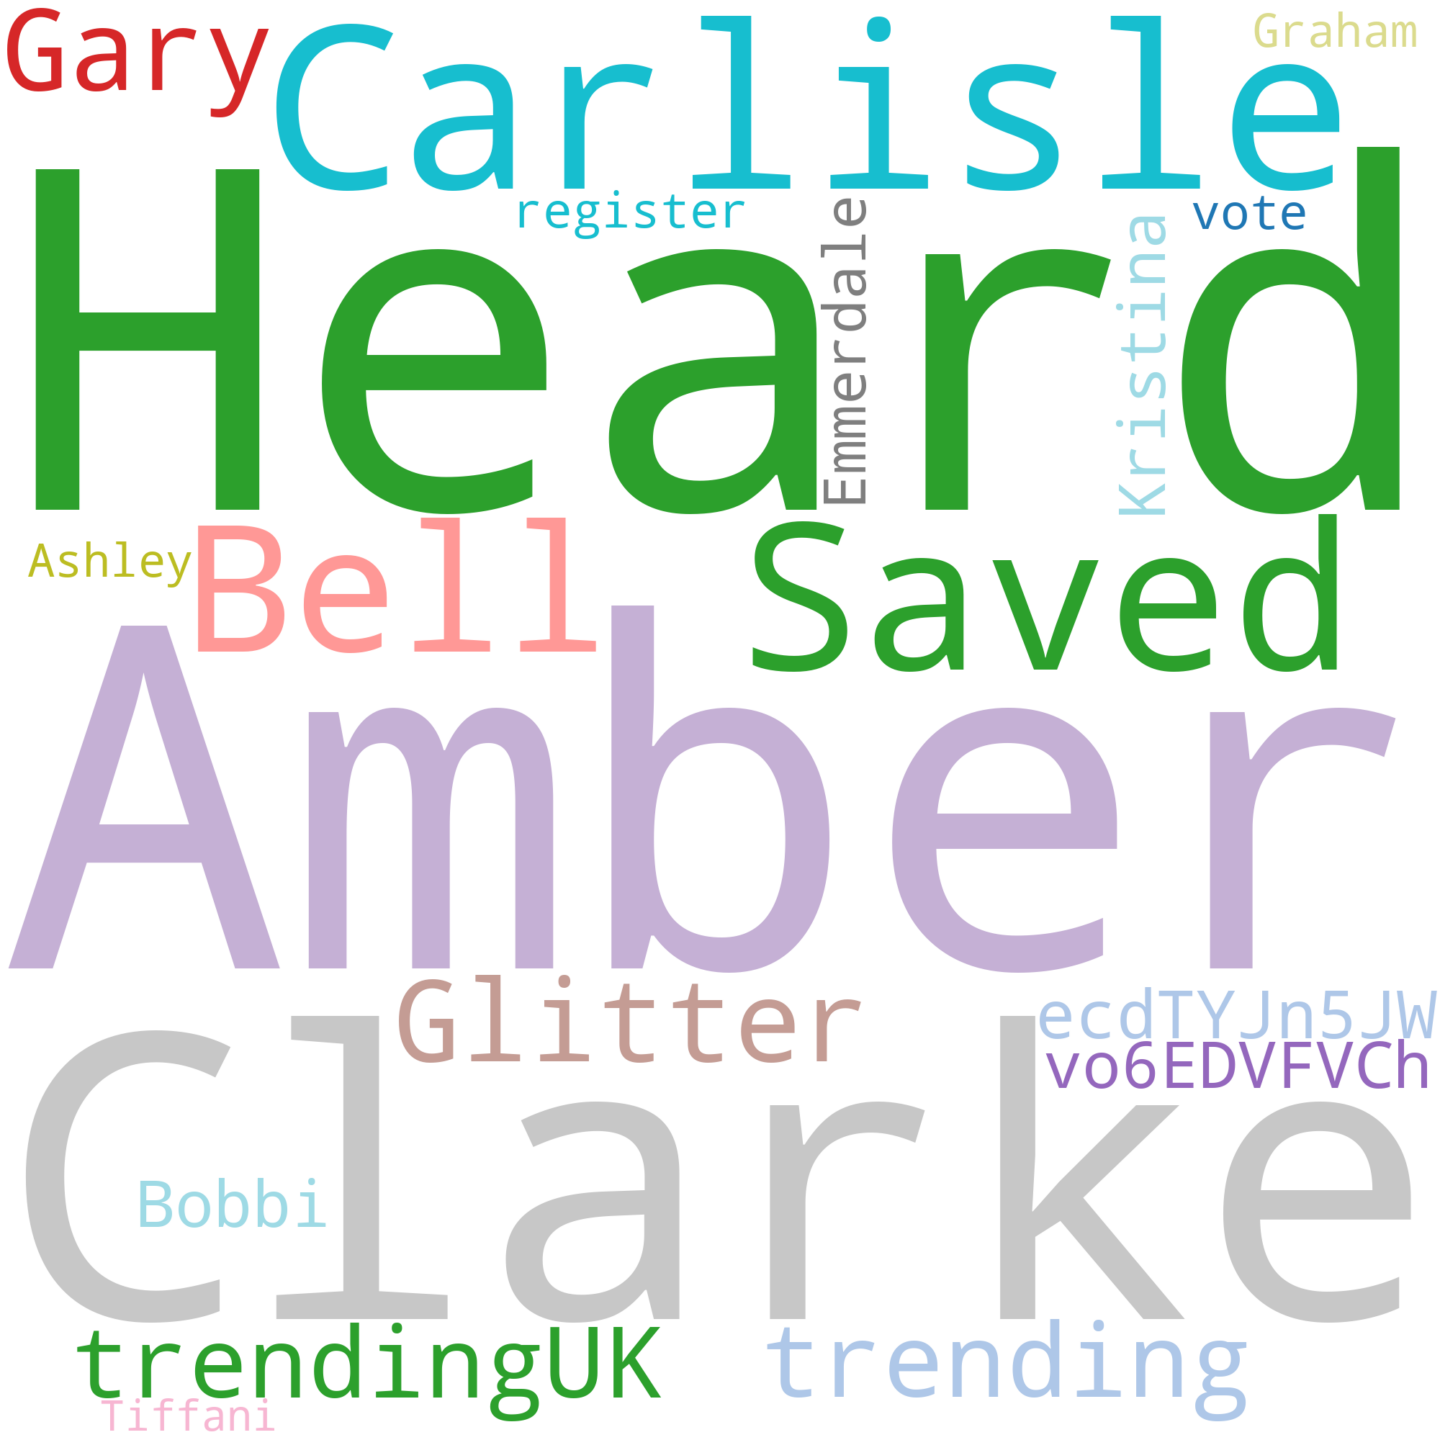 Gary
Carlisle
Graham
register
vote
Heard
Emmerdale
Kristina
Ashley
Bell
Saved
Amber
Glitter
ecdTYJn5JW
vo6EDVFVCh
Clarke
Bobbi
trendingUK
trending
Tiffani